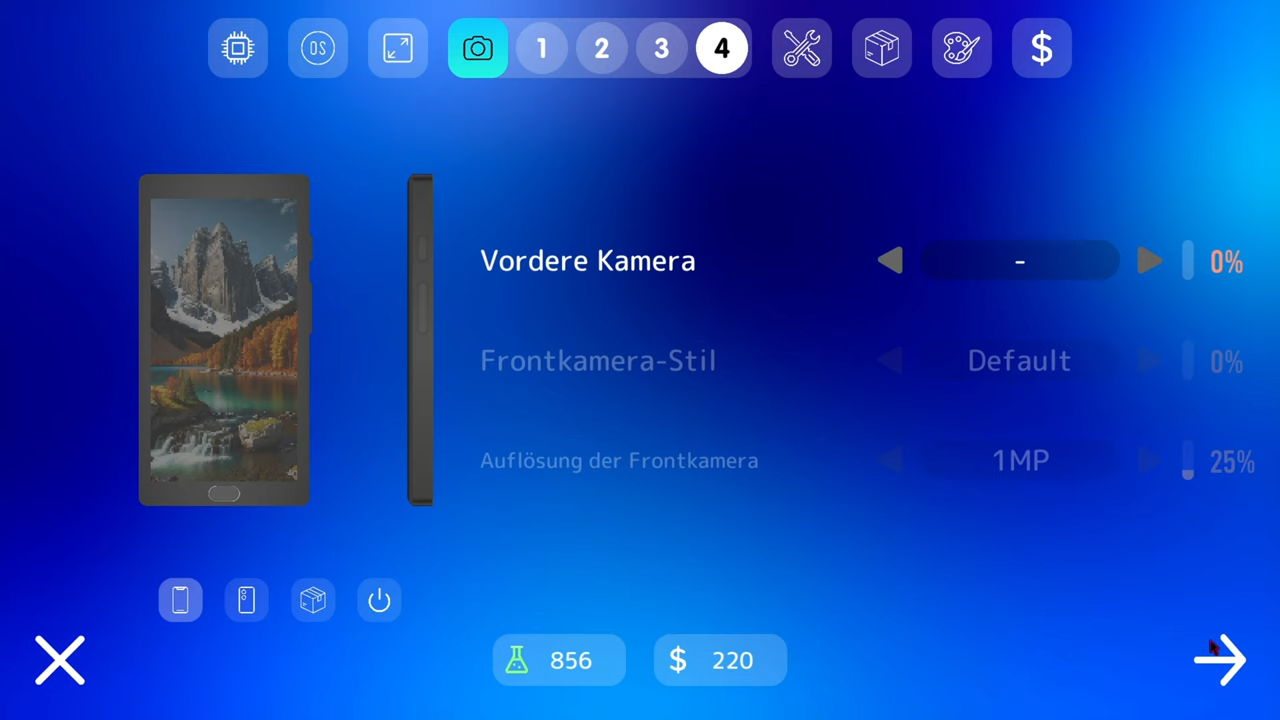 OS 1 2 3 4 $
Vordere Kamera - 0%
Frontkamera-Stil Default 0%
Auflösung der Frontkamera 1MP 25%
856 $ 220